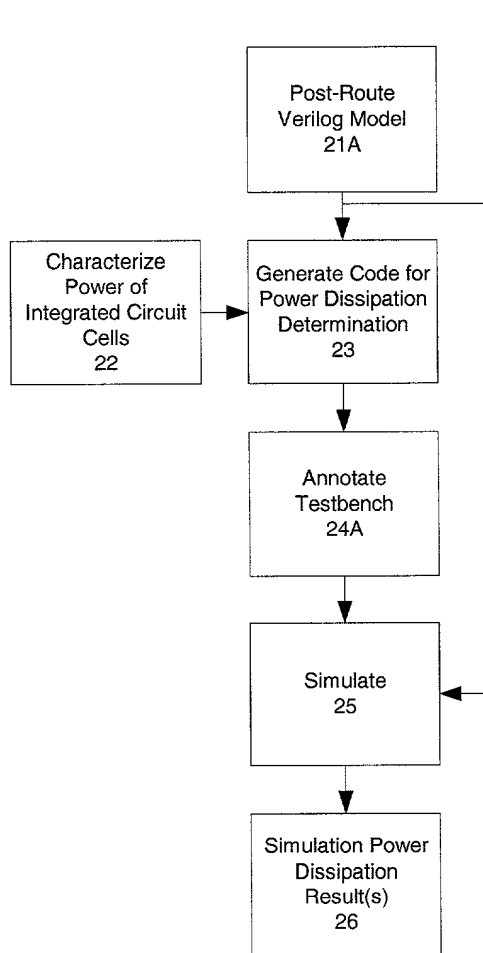 Post-Route
Verilog Model
21A
Characterize
Power of
Integrated Circuit
Cells
22
Generate Code for
Power Dissipation
Determination
23
Annotate
Testbench
24A
Simulate
25
Simulation Power
Dissipation
Result(s)
26